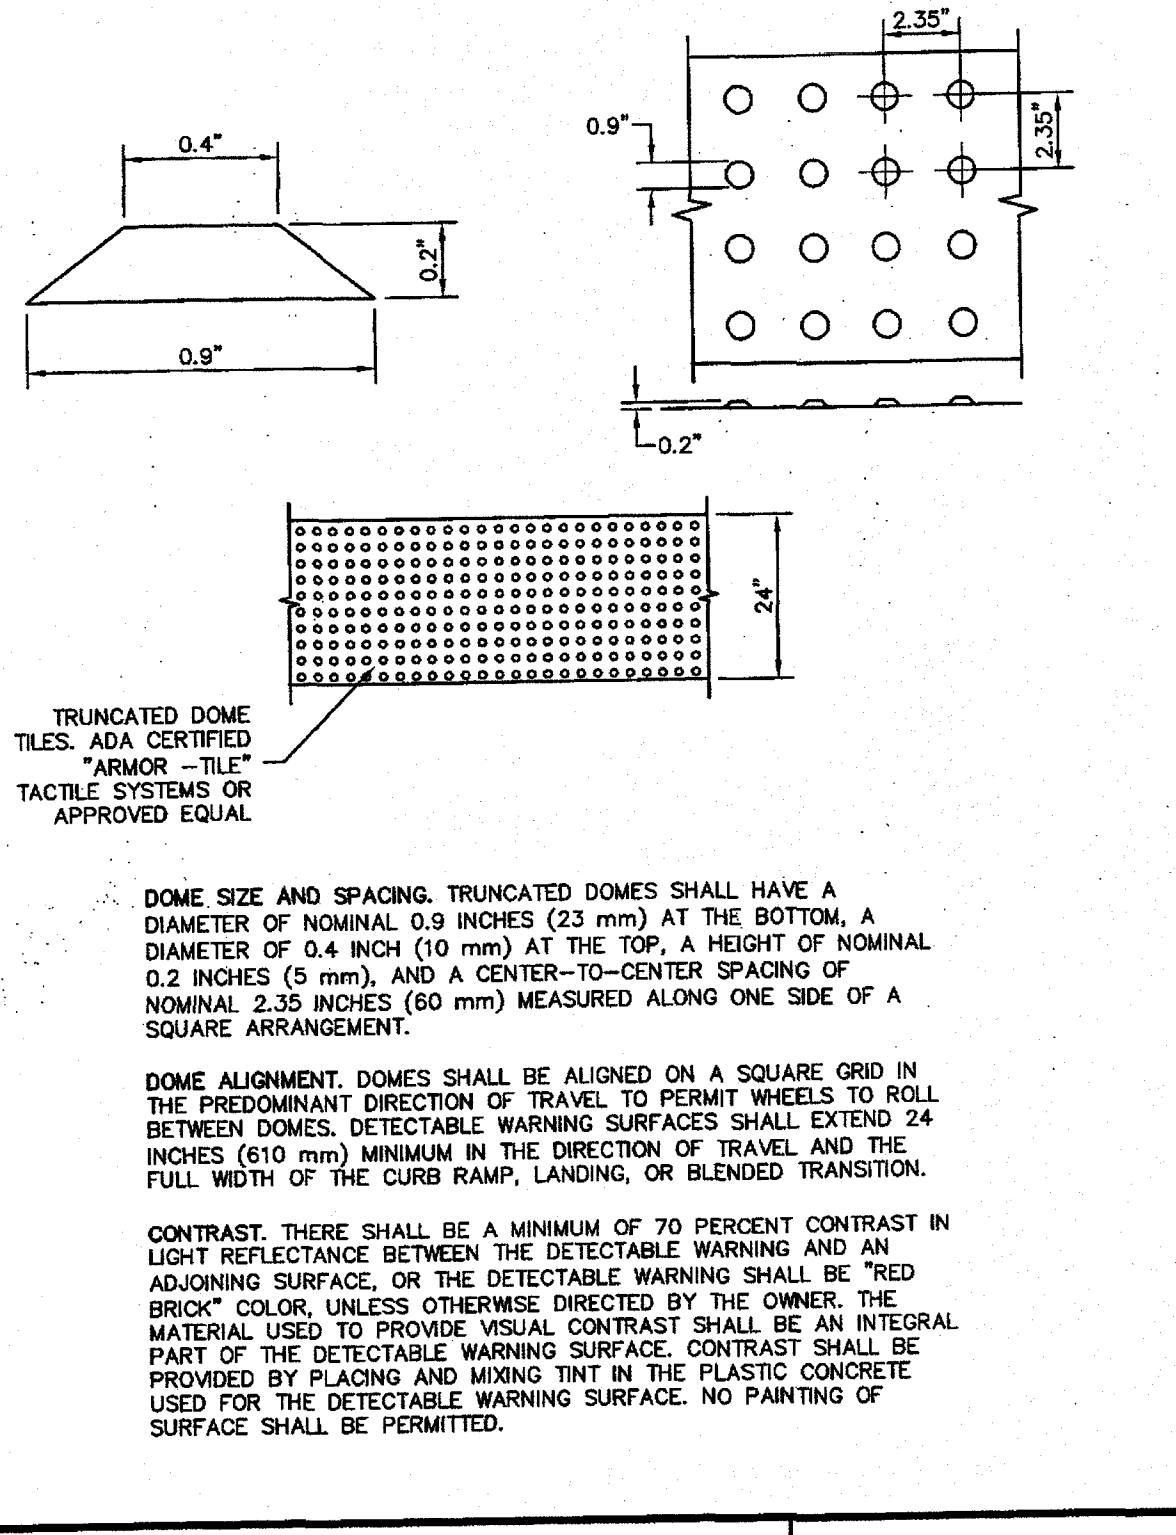 2.35"
0.4"
0.9"
2.35"
0.2"
0.9"
0.2"
24"
TRUNCATED DOME
TILES. ADA CERTIFIED
"ARMOR -TILE"
TACTILE SYSTEMS OR
APPROVED EQUAL
DOME SIZE AND SPACING. TRUNCATED DOMES SHALL HAVE A
DIAMETER OF NOMINAL 0.9 INCHES (23 mm) AT THE BOTTOM, A
DIAMETER OF 0.4 INCH (10 mm) AT THE TOP, A HEIGHT OF NOMINAL
0.2 INCHES (5 mm), AND A CENTER-TO-CENTER SPACING OF
NOMINAL 2.35 INCHES (60 mm) MEASURED ALONG ONE SIDE OF A
SQUARE ARRANGEMENT.
DOME ALIGNMENT. DOMES SHALL BE ALIGNED ON A SQUARE GRID IN
THE PREDOMINANT DIRECTION OF TRAVEL TO PERMIT WHEELS TO ROLL
BETWEEN DOMES. DETECTABLE WARNING SURFACES SHALL EXTEND 24
INCHES (610 mm) MINIMUM IN THE DIRECTION OF TRAVEL AND THE
FULL WIDTH OF THE CURB RAMP, LANDING, OR BLENDED TRANSITION.
CONTRAST. THERE SHALL BE A MINIMUM OF 70 PERCENT CONTRAST IN
LIGHT REFLECTANCE BETWEEN THE DETECTABLE WARNING AND AN
ADJOINING SURFACE, OR THE DETECTABLE WARNING SHALL BE "RED
BRICK" COLOR, UNLESS OTHERWISE DIRECTED BY THE OWNER. THE
MATERIAL USED TO PROVIDE VISUAL CONTRAST SHALL BE AN INTEGRAL
PART OF THE DETECTABLE WARNING SURFACE. CONTRAST SHALL BE
PROVIDED BY PLACING AND MIXING TINT IN THE PLASTIC CONCRETE
USED FOR THE DETECTABLE WARNING SURFACE. NO PAINTING OF
SURFACE SHALL BE PERMITTED.